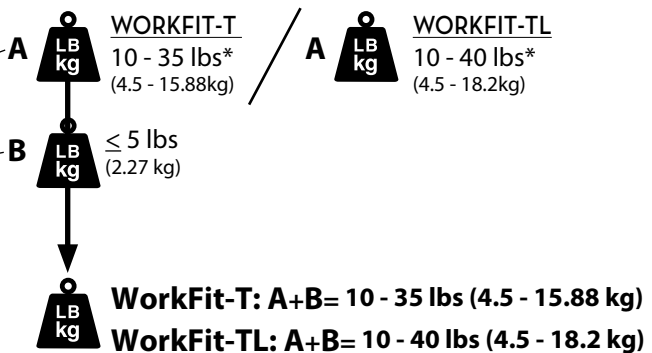 WORKFIT-T
A
LB
kg
10 - 35 lbs*
(4.5 - 15.88kg)
WORKFIT-TL
A
LB
kg
10 - 40 lbs*
(4.5 - 18.2kg)
B
LB
kg
≤ 5 lbs
(2.27 kg)
LB
kg
WorkFit-T: A+B= 10 - 35 lbs (4.5 - 15.88 kg)
WorkFit-TL: A+B= 10 - 40 lbs (4.5 - 18.2 kg)